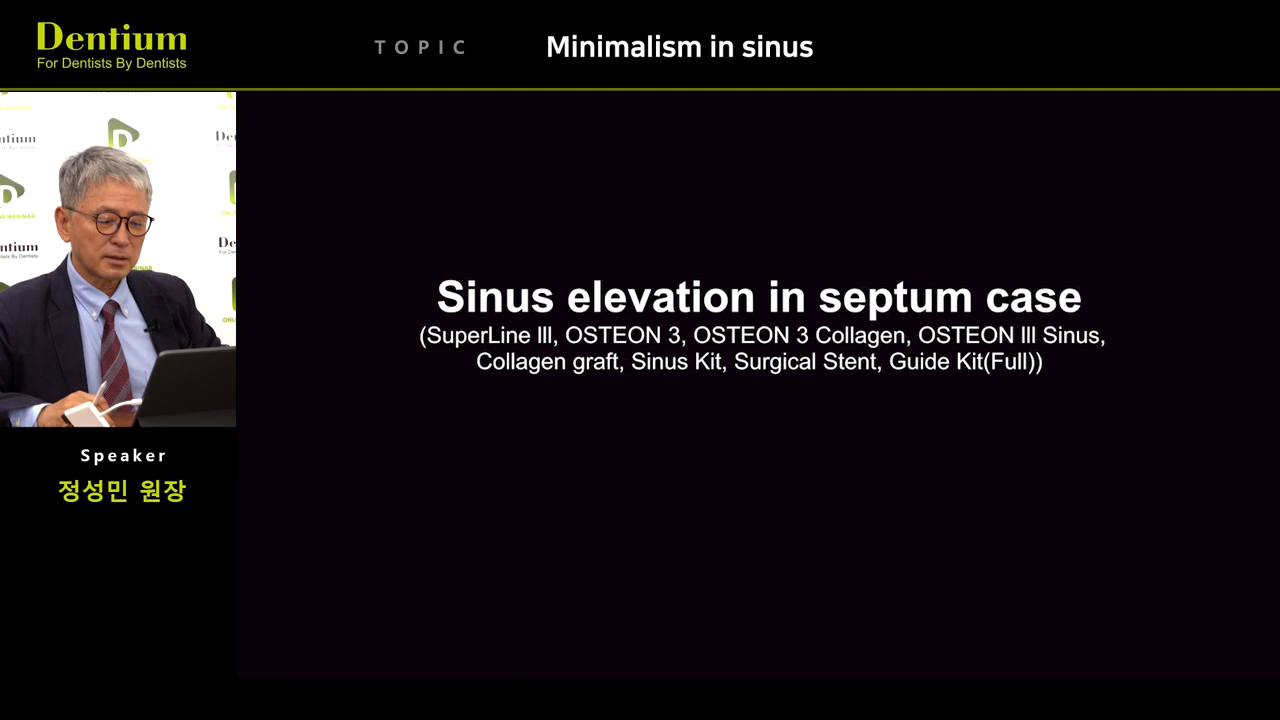 Dentium
For Dentists By Dentists
TOPIC
Minimalism in sinus
Sinus elevation in septum case
(SuperLine III, OSTEON 3, OSTEON 3 Collagen, OSTEON III Sinus,
Collagen graft, Sinus Kit, Surgical Stent, Guide Kit(Full))
Speaker
정성민 원장